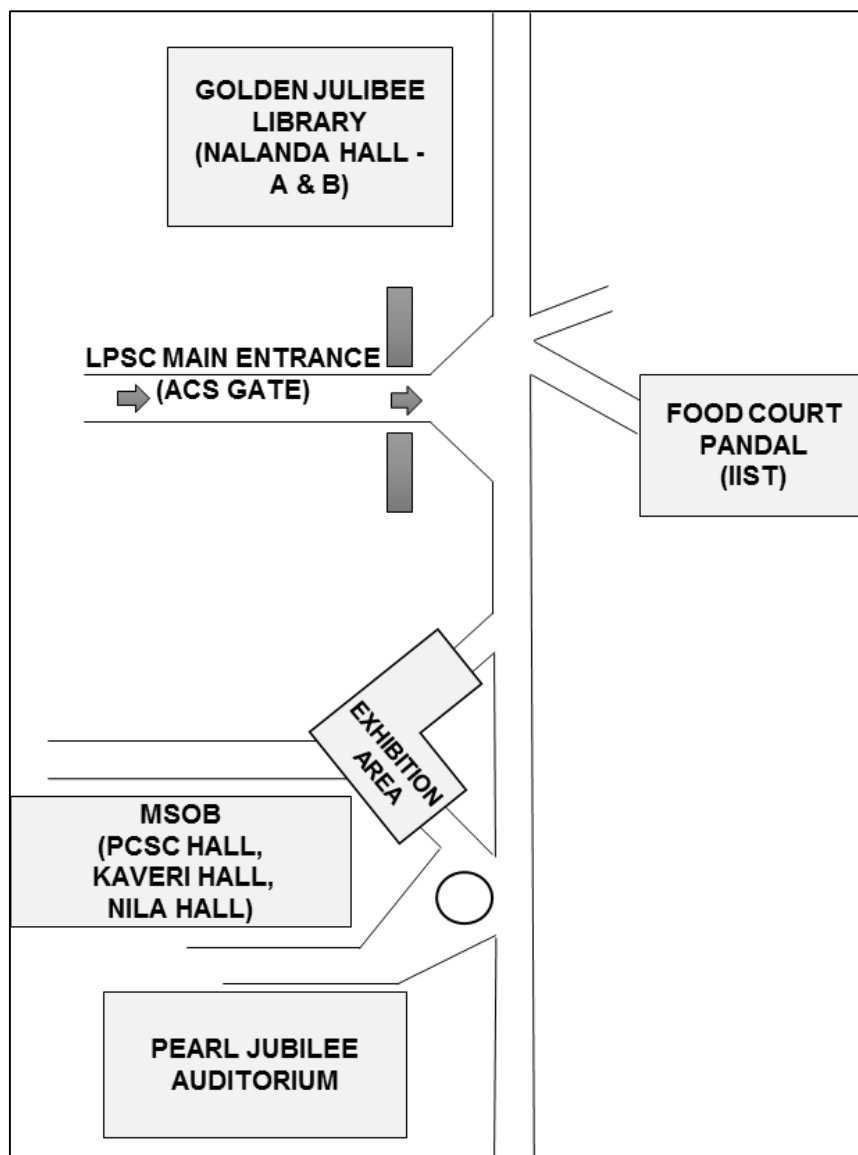 GOLDEN JULIBEE
LIBRARY
(NALANDA HALL -
A & B)
LPSC MAIN ENTRANCE
(ACS GATE)
FOOD COURT
PANDAL
(IIST)
EXHIBITION
AREA
MSOB
(PCSC HALL,
KAVERI HALL,
NILA HALL)
PEARL JUBILEE
AUDITORIUM